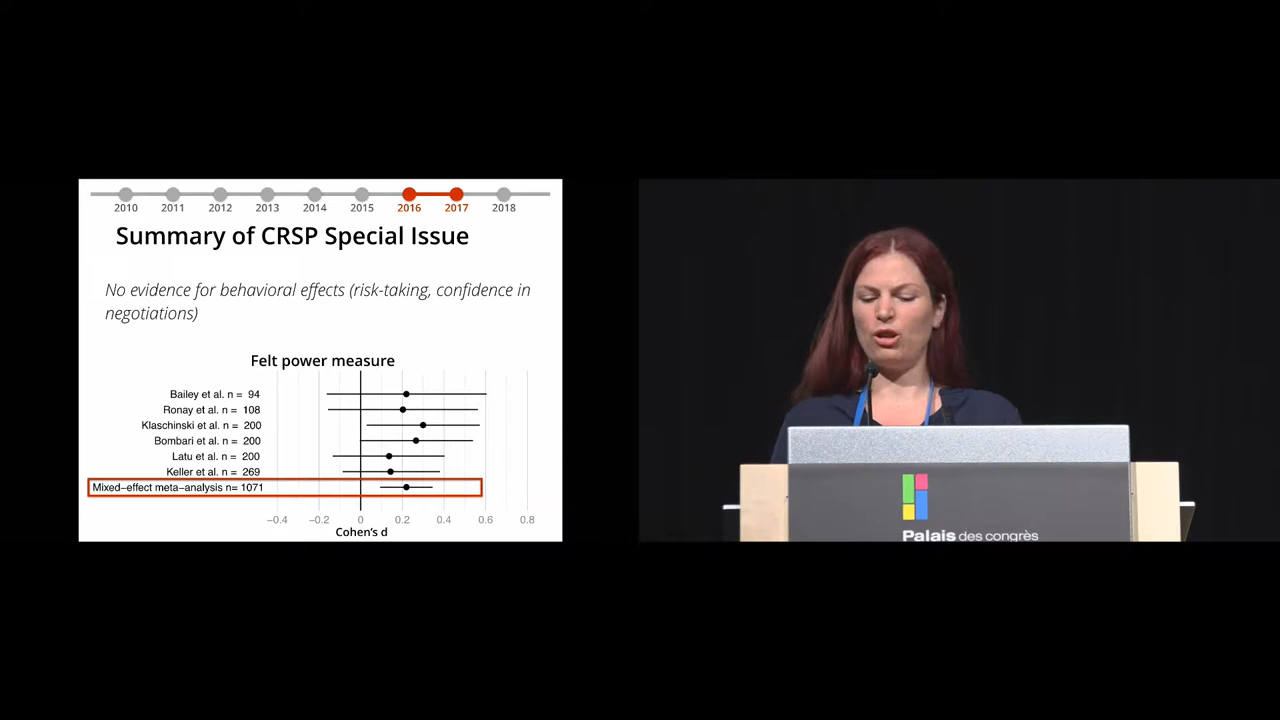 2010 2011 2012 2013 2014 2015 2016 2017 2018
Summary of CRSP Special Issue
No evidence for behavioral effects (risk-taking, confidence in
negotiations)
Felt power measure
Bailey et al. n = 94
Ronay et al. n = 108
Klaschinski et al. n = 200
Bombari et al. n = 200
Latu et al. n = 200
Keller et al. n = 269
Mixed−effect meta−analysis n= 1071
−0.4 −0.2 0 0.2 0.4 0.6 0.8
Cohen's d
Palais des congrès